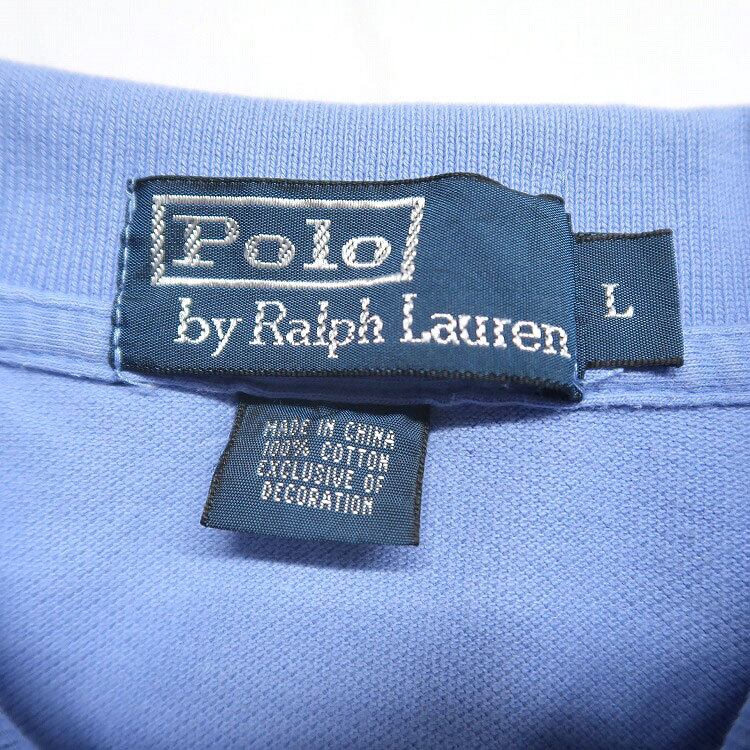 Polo
by Ralph Lauren
L
MADE IN CHINA
100% COTTON
EXCLUSIVE OF
DECORATION